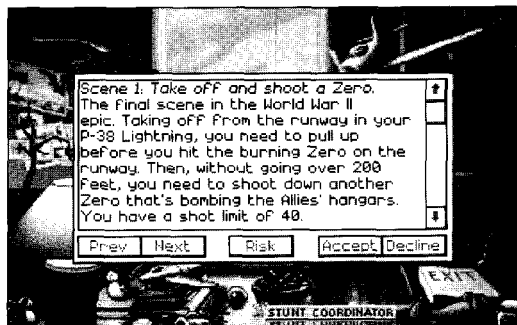 Scene 1: Take off and shoot a Zero.
The final scene in the World War II
epic. Taking off from the runway in your
P-38 Lightning, you need to pull up
before you hit the burning Zero on the
runway. Then, without going over 200
feet, you need to shoot down another
Zero that's bombing the Allies' hangars.
You have a shot limit of 40.
Prev Next Risk Accept Decline
EXIT
STUNT COORDINATOR